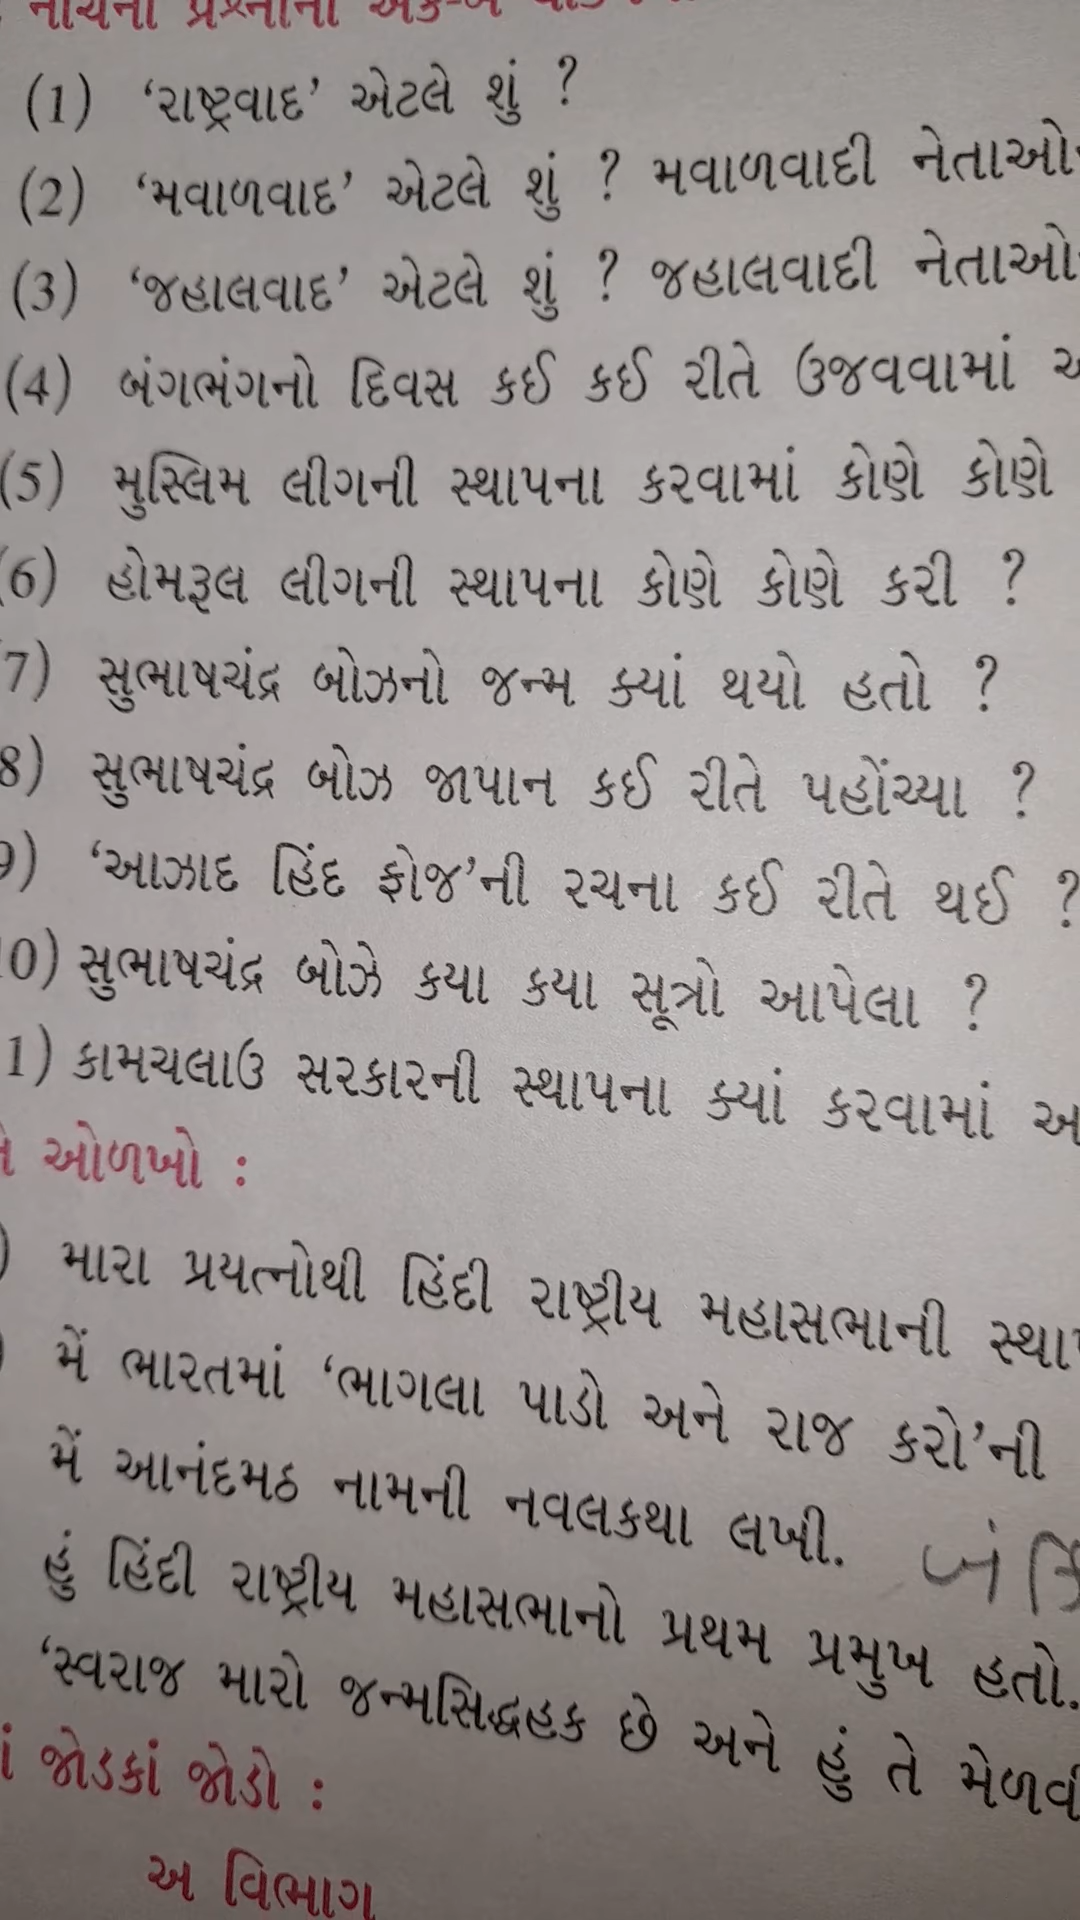 નીચેના પ્રશ્નોના એક-બે
(1) ‘રાષ્ટ્રવાદ’ એટલે શું ?
(2) ‘મવાળવાદ’ એટલે શું ? મવાળવાદી નેતાઓ
(3) ‘જહાલવાદ’ એટલે શું ? જહાલવાદી નેતાઓ
(4) બંગભંગનો દિવસ કઈ કઈ રીતે ઉજવવામાં
(5) મુસ્લિમ લીગની સ્થાપના કરવામાં કોણે કોણે
6) હોમરૂલ લીગની સ્થાપના કોણે કોણે કરી ?
7) સુભાષચંદ્ર બોઝનો જન્મ ક્યાં થયો હતો ?
8) સુભાષચંદ્ર બોઝ જાપાન કઈ રીતે પહોંચ્યા ?
9) ‘આઝાદ હિંદ ફોજ’ની રચના કઈ રીતે થઈ ?
0) સુભાષચંદ્ર બોઝે કયા કયા સૂત્રો આપેલા ?
1) કામચલાઉ સરકારની સ્થાપના ક્યાં કરવામાં
ઓળખો :
મારા પ્રયત્નોથી હિંદી રાષ્ટ્રીય મહાસભાની
મેં ભારતમાં ‘ભાગલા પાડો અને રાજ કરો’ની
મેં આનંદમઠ નામની નવલકથા લખી.
હું હિંદી રાષ્ટ્રીય મહાસભાનો પ્રથમ પ્રમુખ હતો.
‘સ્વરાજ મારો જન્મસિદ્ધહક છે અને હું તે
જોડકાં જોડો :
અ વિભાગ